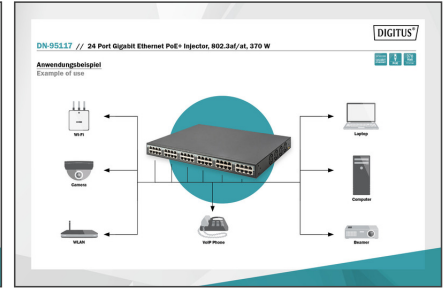 DIGITUS®
DN-95117 // 24 Port Gigabit Ethernet PoE+ Injector, 802.3af/at, 370 W
Anwendungsbeispiel
Example of use
Wi-Fi
Laptop
Camera
Computer
WLAN
VoIP Phone
Beamer